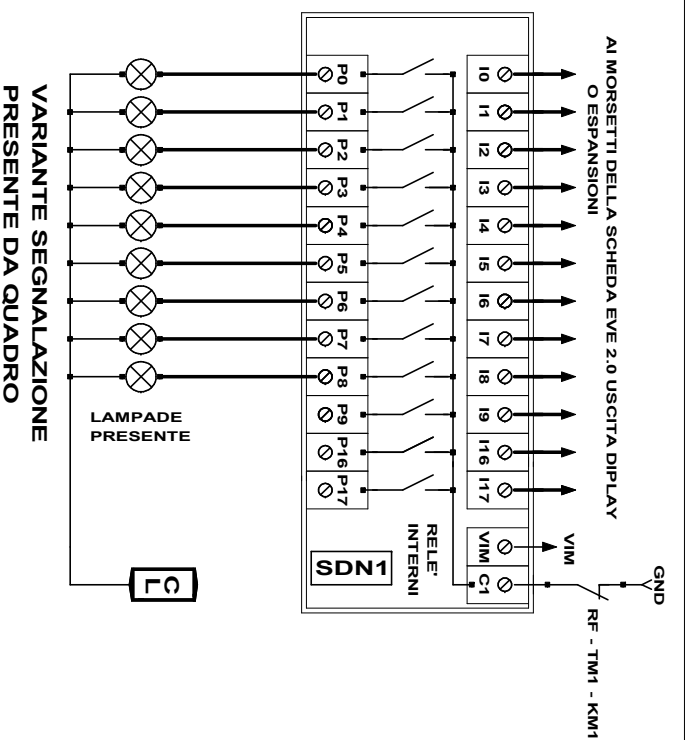 AI MORSETTI DELLA SCHEDA EVE 2.0 USCITA DIPLAY
O ESPANSIONI
I0
I1
I2
I3
I4
I5
I6
I7
I8
I9
I16
I17
VIM
C1
VIM
GND
RF - TM1 - KM1
P0
P1
P2
P3
P4
P5
P6
P7
P8
P9
P16
P17
RELE'
INTERNI
SDN1
LAMPADE
PRESENTE
CL
VARIANTE SEGNALAZIONE
PRESENTE DA QUADRO